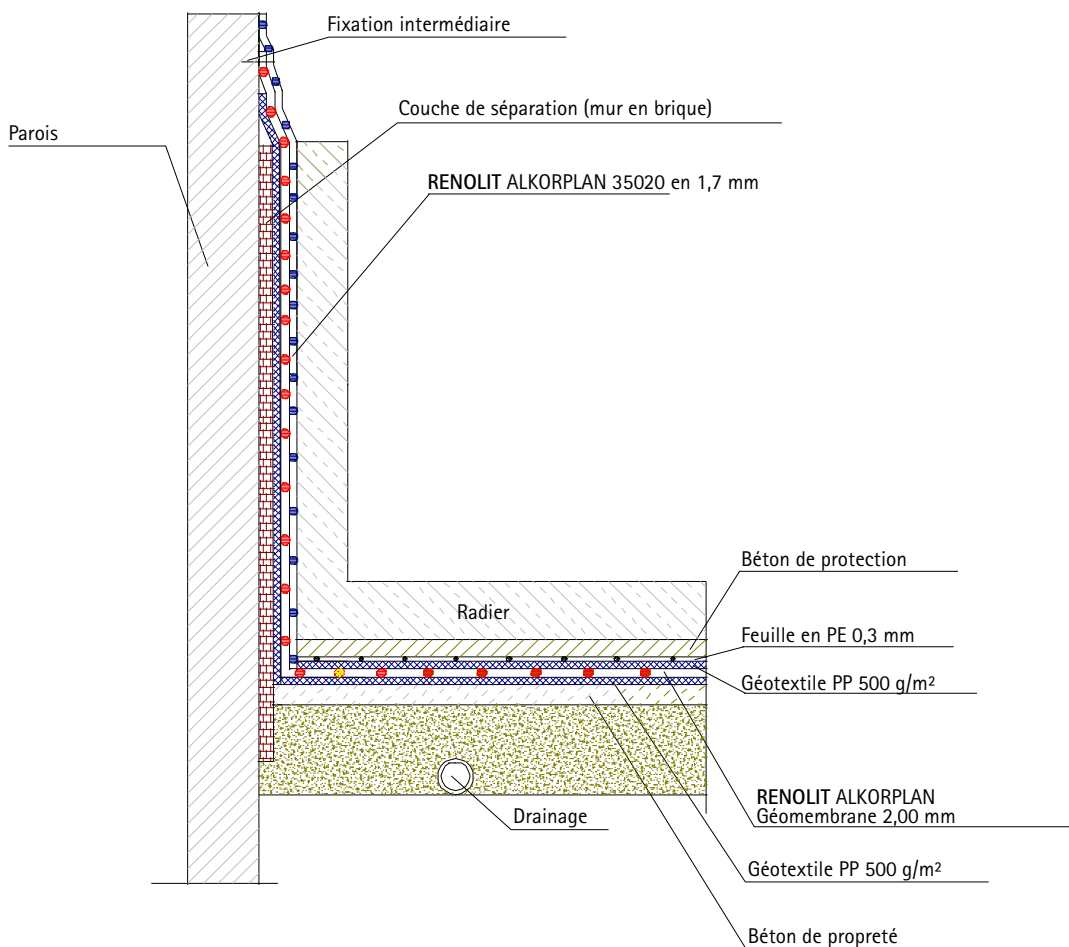 Fixation intermédiaire
Couche de séparation (mur en brique)
Parois
RENOLIT ALKORPLAN 35020 en 1,7 mm
Béton de protection
Radier
Feuille en PE 0,3 mm
Géotextile PP 500 g/m²
RENOLIT ALKORPLAN
Géomembrane 2,00 mm
Drainage
Géotextile PP 500 g/m²
Béton de propreté